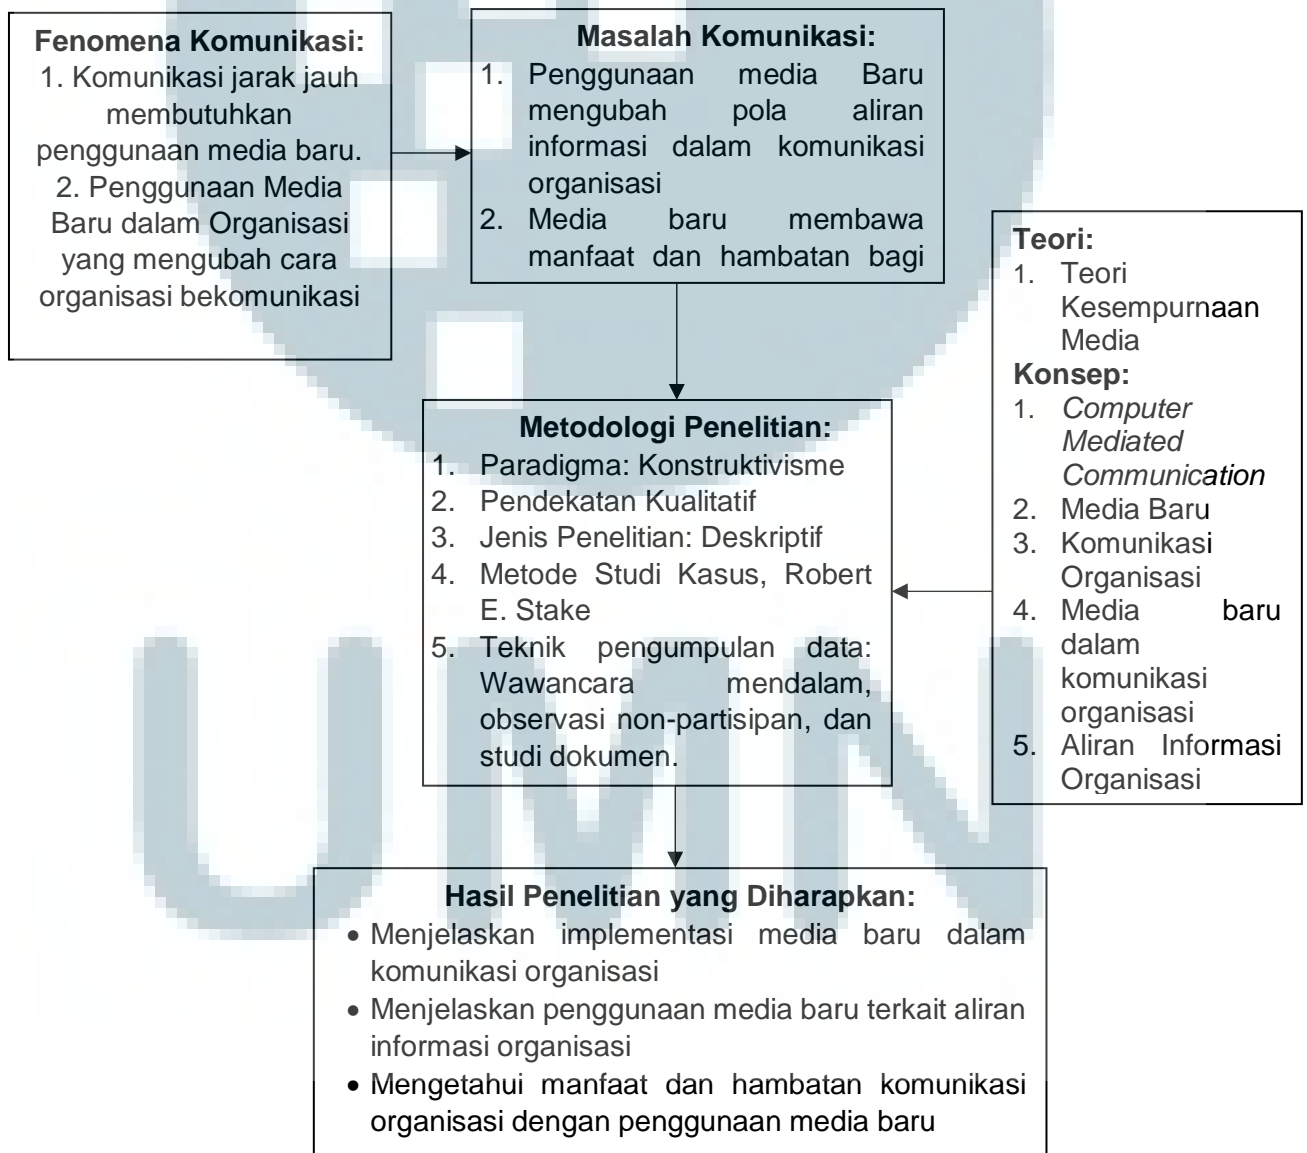 Fenomena Komunikasi:
1. Komunikasi jarak jauh
membutuhkan
penggunaan media baru.
2. Penggunaan Media
Baru dalam Organisasi
yang mengubah cara
organisasi bekomunikasi
Masalah Komunikasi:
1. Penggunaan media Baru
mengubah pola aliran
informasi dalam komunikasi
organisasi
2. Media baru membawa
manfaat dan hambatan bagi
Teori:
1. Teori
Kesempurnaan
Media
Konsep:
1. Computer
Mediated
Communication
2. Media Baru
3. Komunikasi
Organisasi
4. Media baru
dalam
komunikasi
organisasi
5. Aliran Informasi
Organisasi
Metodologi Penelitian:
1. Paradigma: Konstruktivisme
2. Pendekatan Kualitatif
3. Jenis Penelitian: Deskriptif
4. Metode Studi Kasus, Robert
E. Stake
5. Teknik pengumpulan data:
Wawancara mendalam,
observasi non-partisipan, dan
studi dokumen.
Hasil Penelitian yang Diharapkan:
• Menjelaskan implementasi media baru dalam
komunikasi organisasi
• Menjelaskan penggunaan media baru terkait aliran
informasi organisasi
• Mengetahui manfaat dan hambatan komunikasi
organisasi dengan penggunaan media baru
UMN